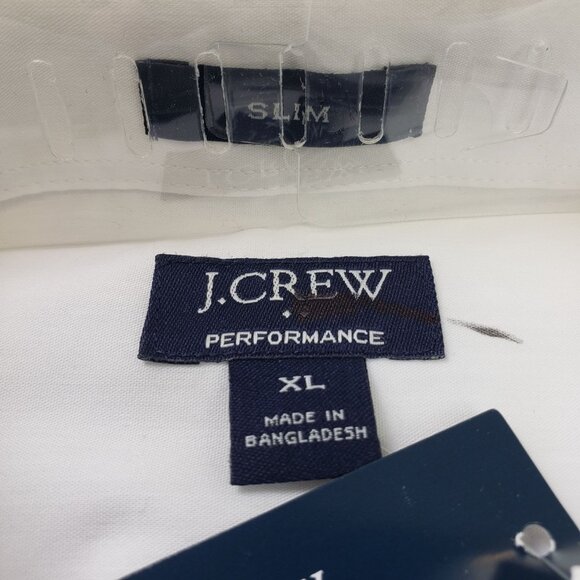 SLIM
J.CREW
PERFORMANCE
XL
MADE IN
BANGLADESH